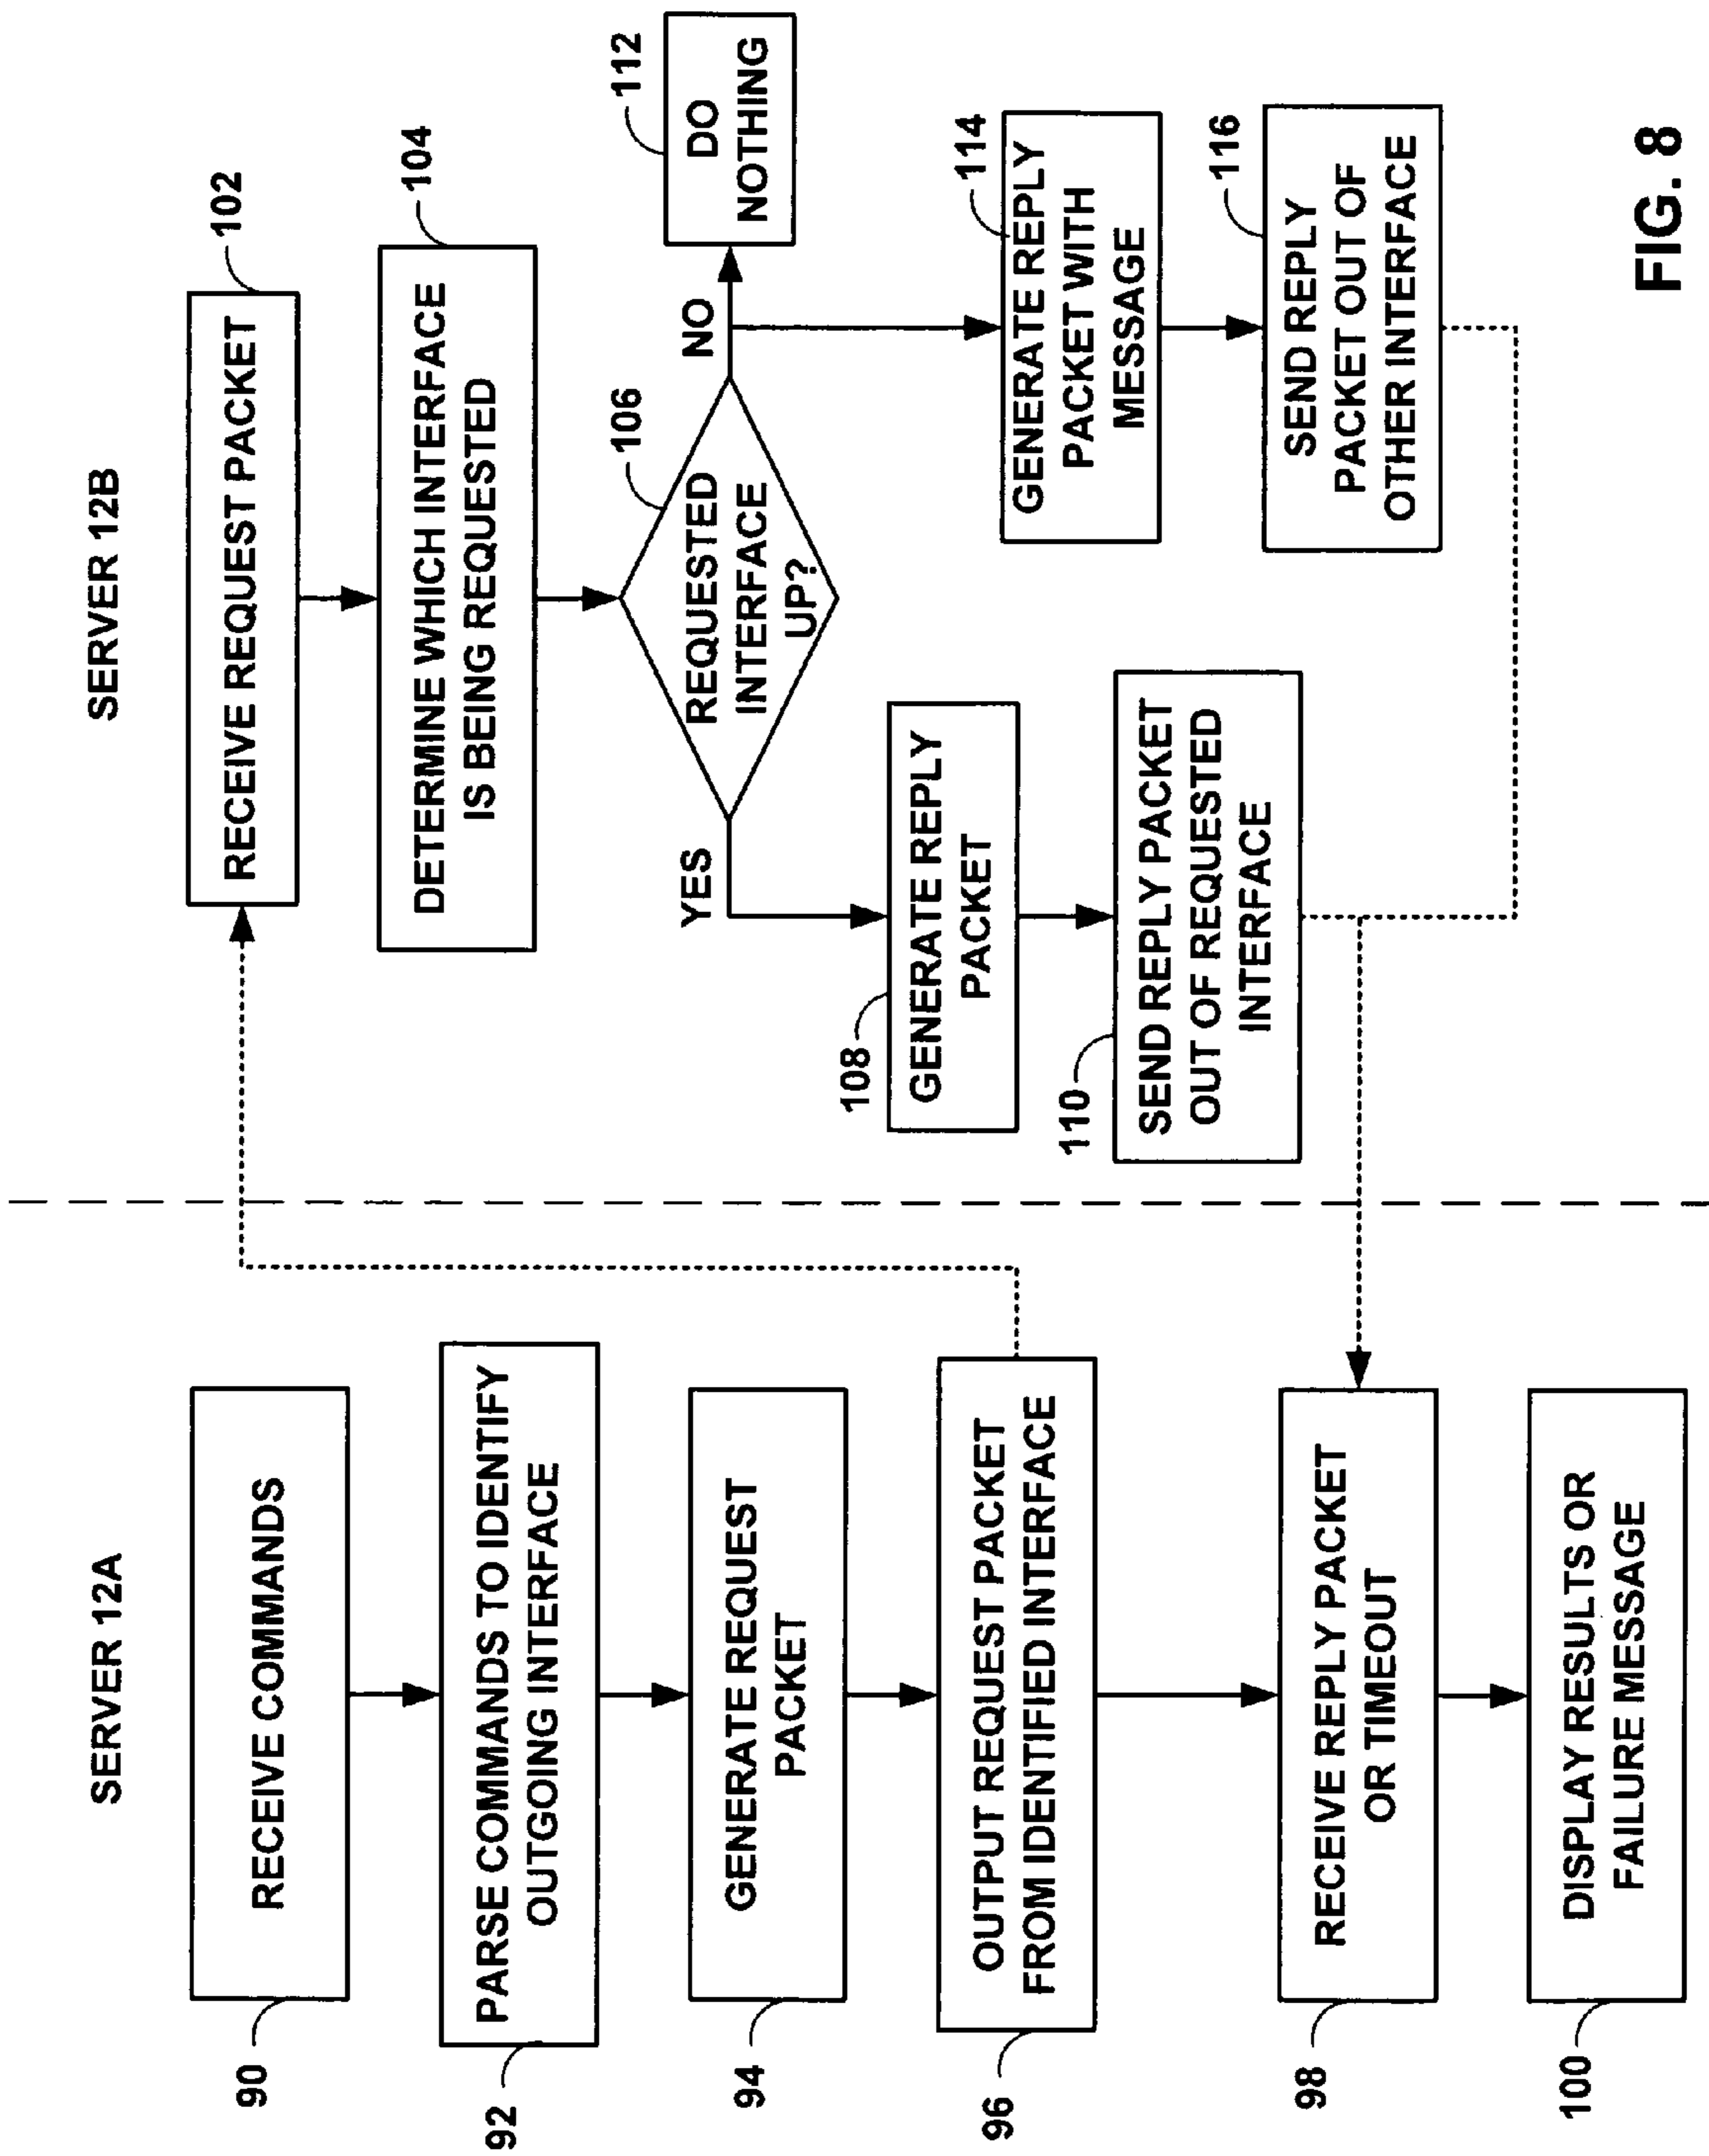 SERVER 12A
RECEIVE COMMANDS
90
PARSE COMMANDS TO IDENTIFY
OUTGOING INTERFACE
92
GENERATE REQUEST
PACKET
94
OUTPUT REQUEST PACKET
FROM IDENTIFIED INTERFACE
96
RECEIVE REPLY PACKET
OR TIMEOUT
98
DISPLAY RESULTS OR
FAILURE MESSAGE
100
SERVER 12B
RECEIVE REQUEST PACKET
102
DETERMINE WHICH INTERFACE
IS BEING REQUESTED
104
REQUESTED
INTERFACE
UP?
106
YES
NO
GENERATE REPLY
PACKET
108
SEND REPLY PACKET
OUT OF REQUESTED
INTERFACE
110
DO
NOTHING
112
GENERATE REPLY
PACKET WITH
MESSAGE
114
SEND REPLY
PACKET OUT OF
OTHER INTERFACE
116
FIG. 8